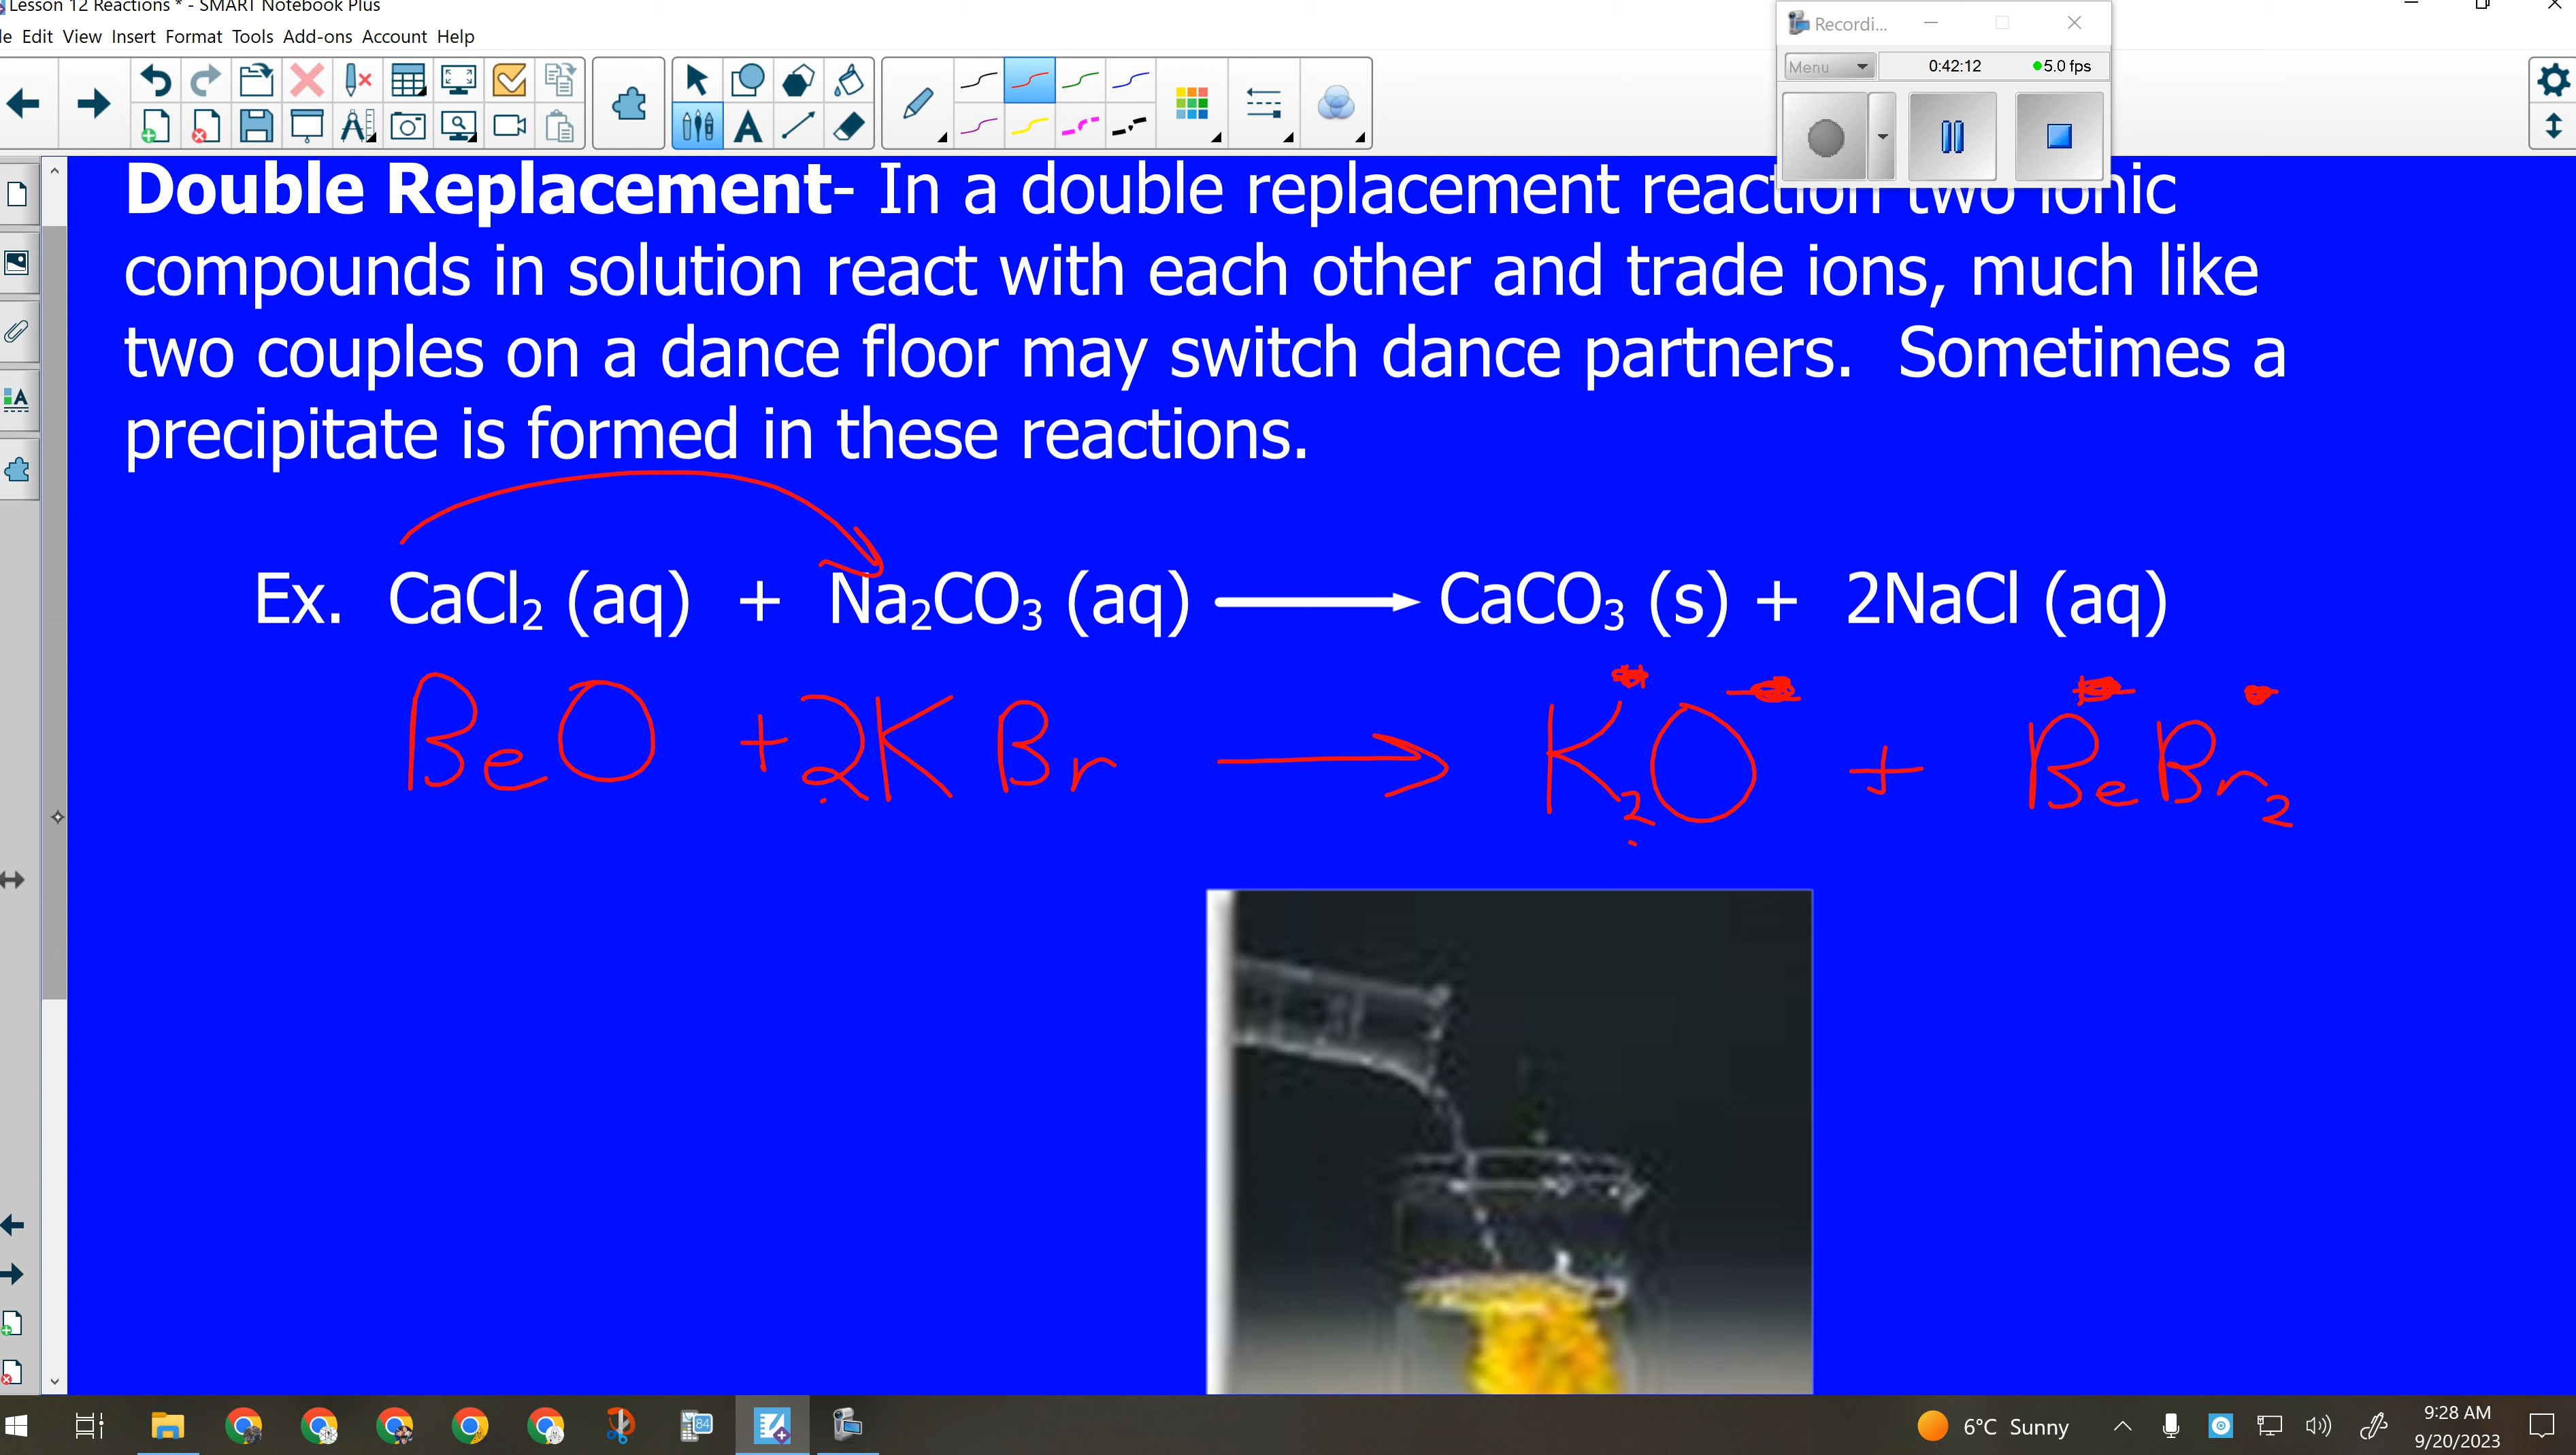 Lesson 12 Reactions * - SMART Notebook Plus
Edit View Insert Format Tools Add-ons Account Help
Recordi...
Menu 0:42:12 5.0 fps
Double Replacement- In a double replacement reaction two ionic
compounds in solution react with each other and trade ions, much like
two couples on a dance floor may switch dance partners. Sometimes a
precipitate is formed in these reactions.
Ex. CaCl₂ (aq) + Na₂CO₃ (aq) ⟶ CaCO₃ (s) + 2NaCl (aq)
BeO + 2KBr ⟶ K₂O + BeBr₂
84
6°C Sunny
9:28 AM
9/20/2023